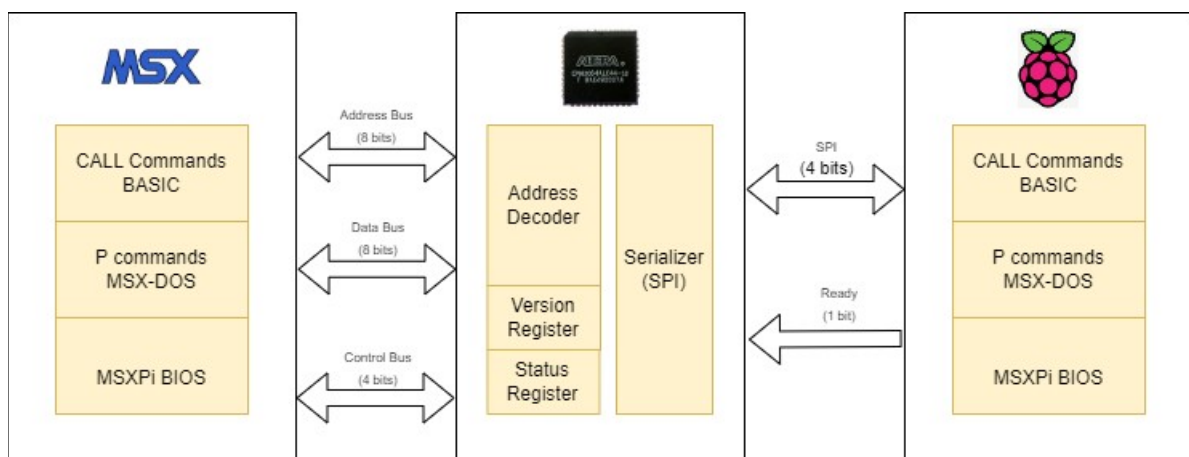 MSX
CALL Commands
BASIC
P commands
MSX-DOS
MSXPi BIOS
Address Bus
(8 bits)
Data Bus
(8 bits)
Control Bus
(4 bits)
Address
Decoder
Version
Register
Status
Register
Serializer
(SPI)
SPI
(4 bits)
Ready
(1 bit)
CALL Commands
BASIC
P commands
MSX-DOS
MSXPi BIOS